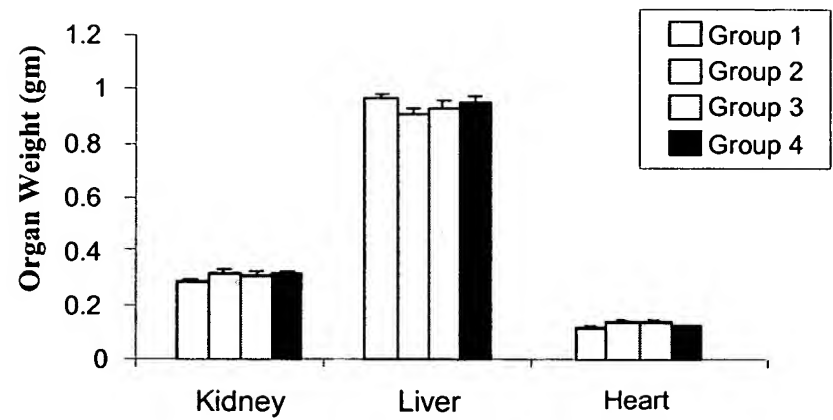 Organ Weight (gm)
1.2
1
0.8
0.6
0.4
0.2
0
Kidney
Liver
Heart
Group 1
Group 2
Group 3
Group 4